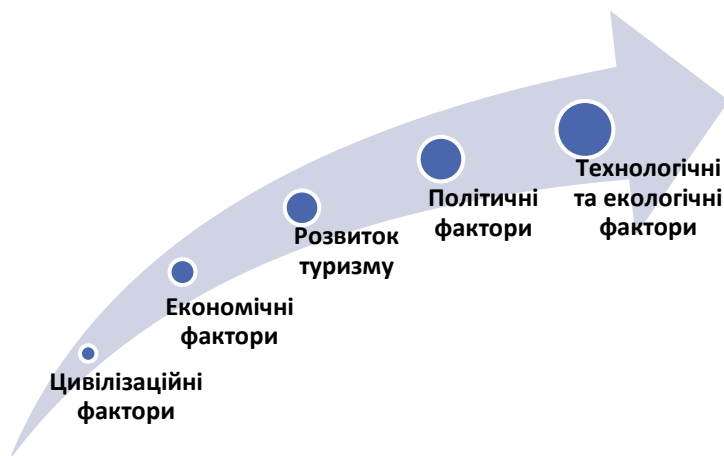 Цивілізаційні
фактори
Економічні
фактори
Розвиток
туризму
Політичні
фактори
Технологічні
та екологічні
фактори